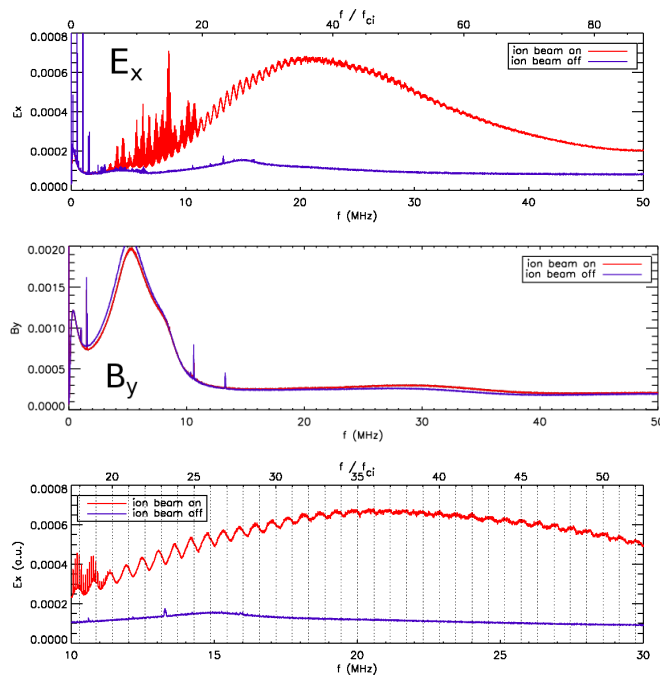 f / fci
0 20 40 60 80
0.0008
0.0006
0.0004
0.0002
0.0000
Ex
Ex
ion beam on
ion beam off
0 10 20 30 40 50
f (MHz)
0.0020
0.0015
0.0010
0.0005
0.0000
By
By
ion beam on
ion beam off
0 10 20 30 40 50
f (MHz)
f / fci
20 25 30 35 40 45 50
0.0008
0.0006
0.0004
0.0002
0.0000
Ex (a.u.)
ion beam on
ion beam off
10 15 20 25 30
f (MHz)